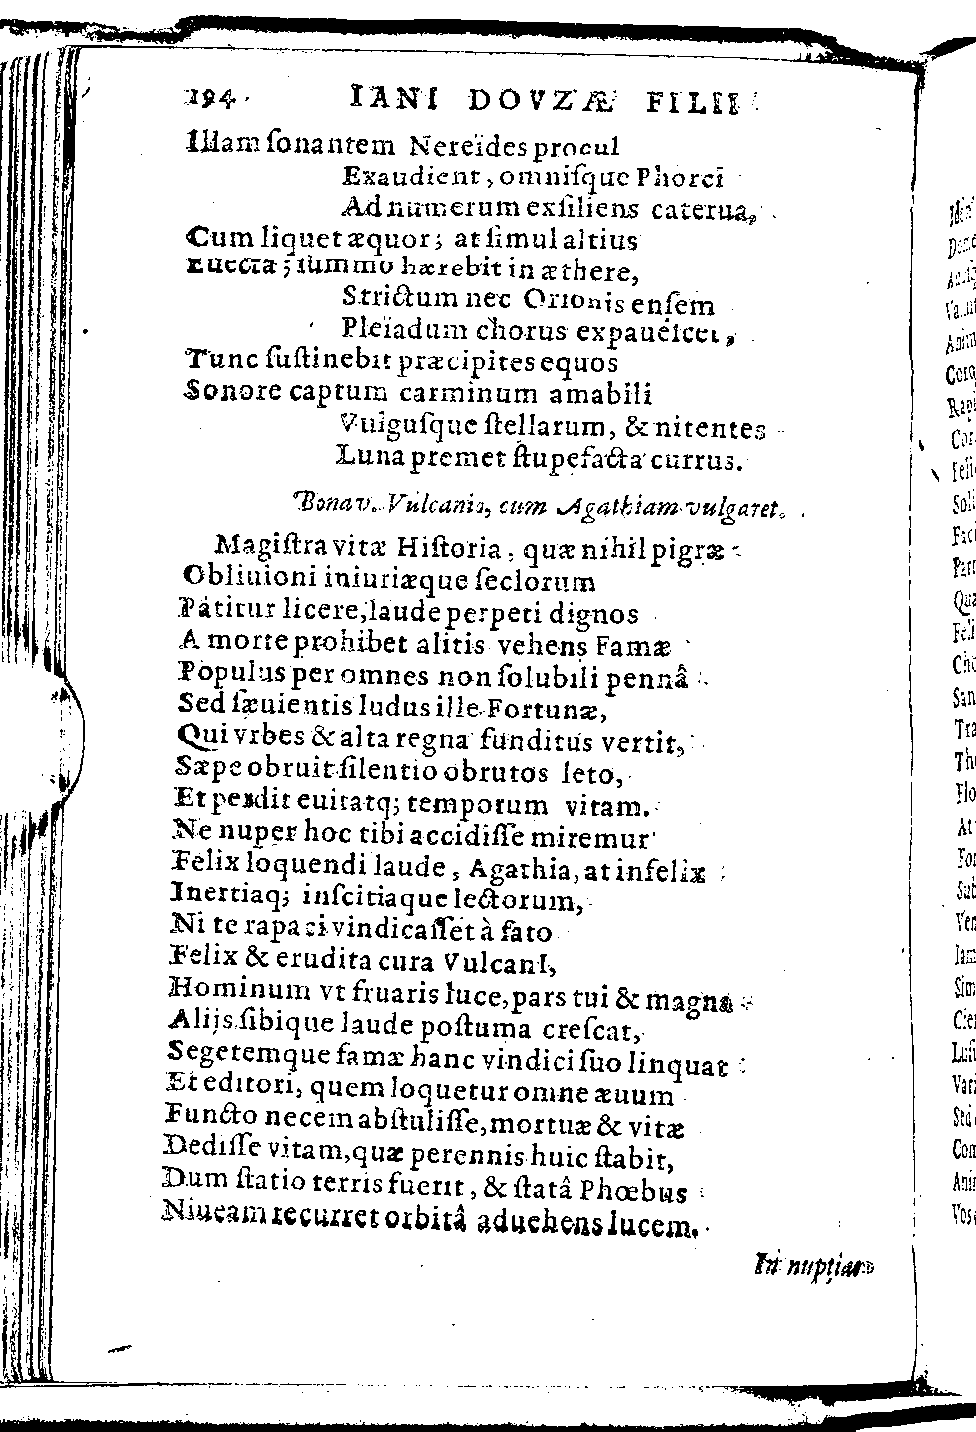 194. IANI DOVZÆ FILII
Illam ſonantem Nereïdes procul
Exaudient, omniſque Phorci
Ad numerum exſiliens caterua,
Cum liquet æquor; at ſimul altius
Euecta; ſummo hærebit in æthere,
Strictum nec Orionis enſem
Pleïadum chorus expaueſcet,
Tunc ſuſtinebit præcipites equos
Sonore captum carminum amabili
Vulguſque ſtellarum, & nitentes
Luna premet ſtupefacta currus.
Bonav. Vulcanio, cum Agathiam vulgaret.
Magiſtra vitæ Hiſtoria, quæ nihil pigræ
Obliuioni iniuriæque ſeclorum
Patitur licere, laude perpeti dignos
A morte prohibet alitis vehens Famæ
Populus per omnes non ſolubili pennâ
Sed ſæuientis ludus ille Fortunæ,
Qui vrbes & alta regna funditus vertit,
Sæpe obruit ſilentio obrutos leto,
Et perdit euitatq; temporum vitam.
Ne nuper hoc tibi accidiſſe miremur
Felix loquendi laude, Agathia, at infelix
Inertiaq; inſcitiaque lectorum,
Ni te rapaci vindicaſſet à fato
Felix & erudita cura VulcanI,
Hominum vt fruaris luce, pars tui & magna
Alijs ſibique laude poſtuma creſcat,
Segetemque famæ hanc vindici ſuo linquat
Et editori, quem loquetur omne æuum
Functo necem abſtuliſſe, mortuæ & vitæ
Dediſſe vitam, quæ perennis huic ſtabit,
Dum ſtatio terris fuerit, & ſtatâ Phœbus
Niueam recurret orbitâ aduehens lucem.
In nuptias